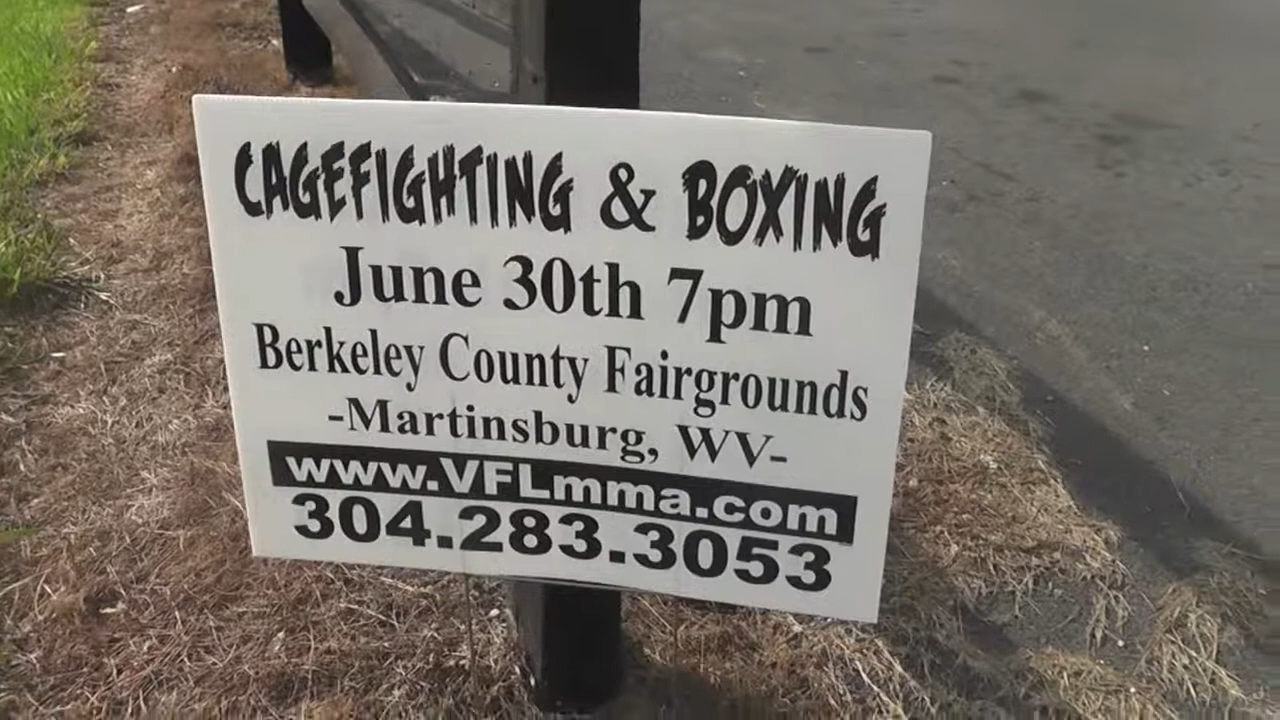 CAGEFIGHTING & BOXING
June 30th 7pm
Berkeley County Fairgrounds
-Martinsburg, WV-
www.VFLmma.com
304.283.3053